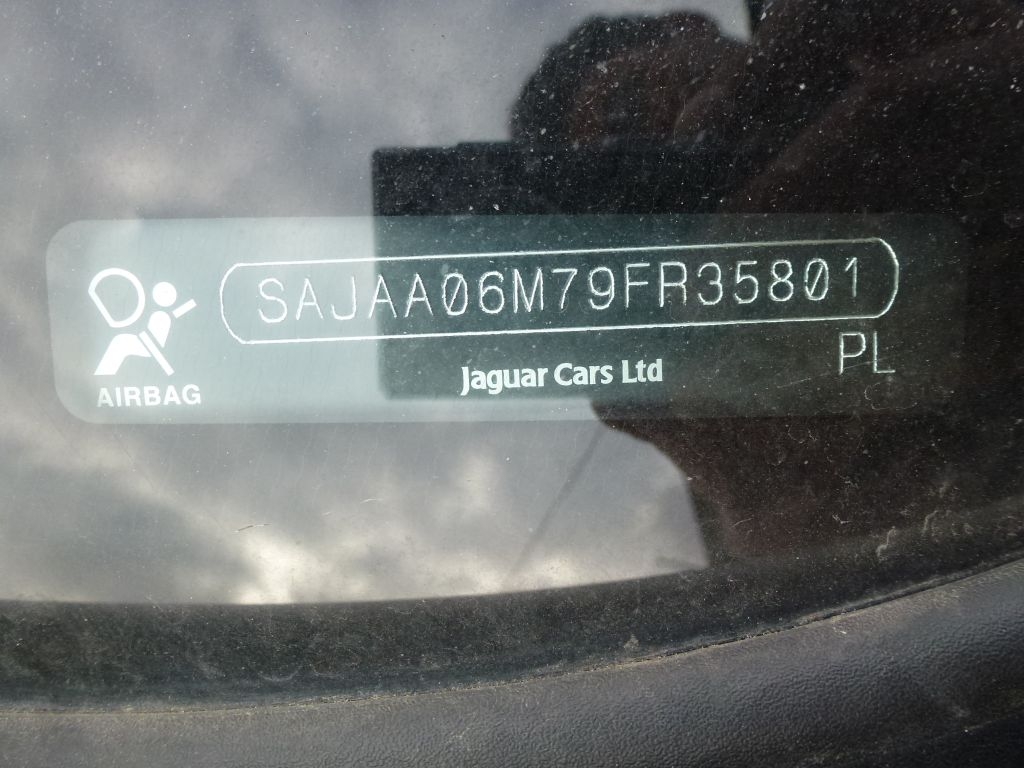 SAJAA06M79FR35801
PL
Jaguar Cars Ltd
AIRBAG